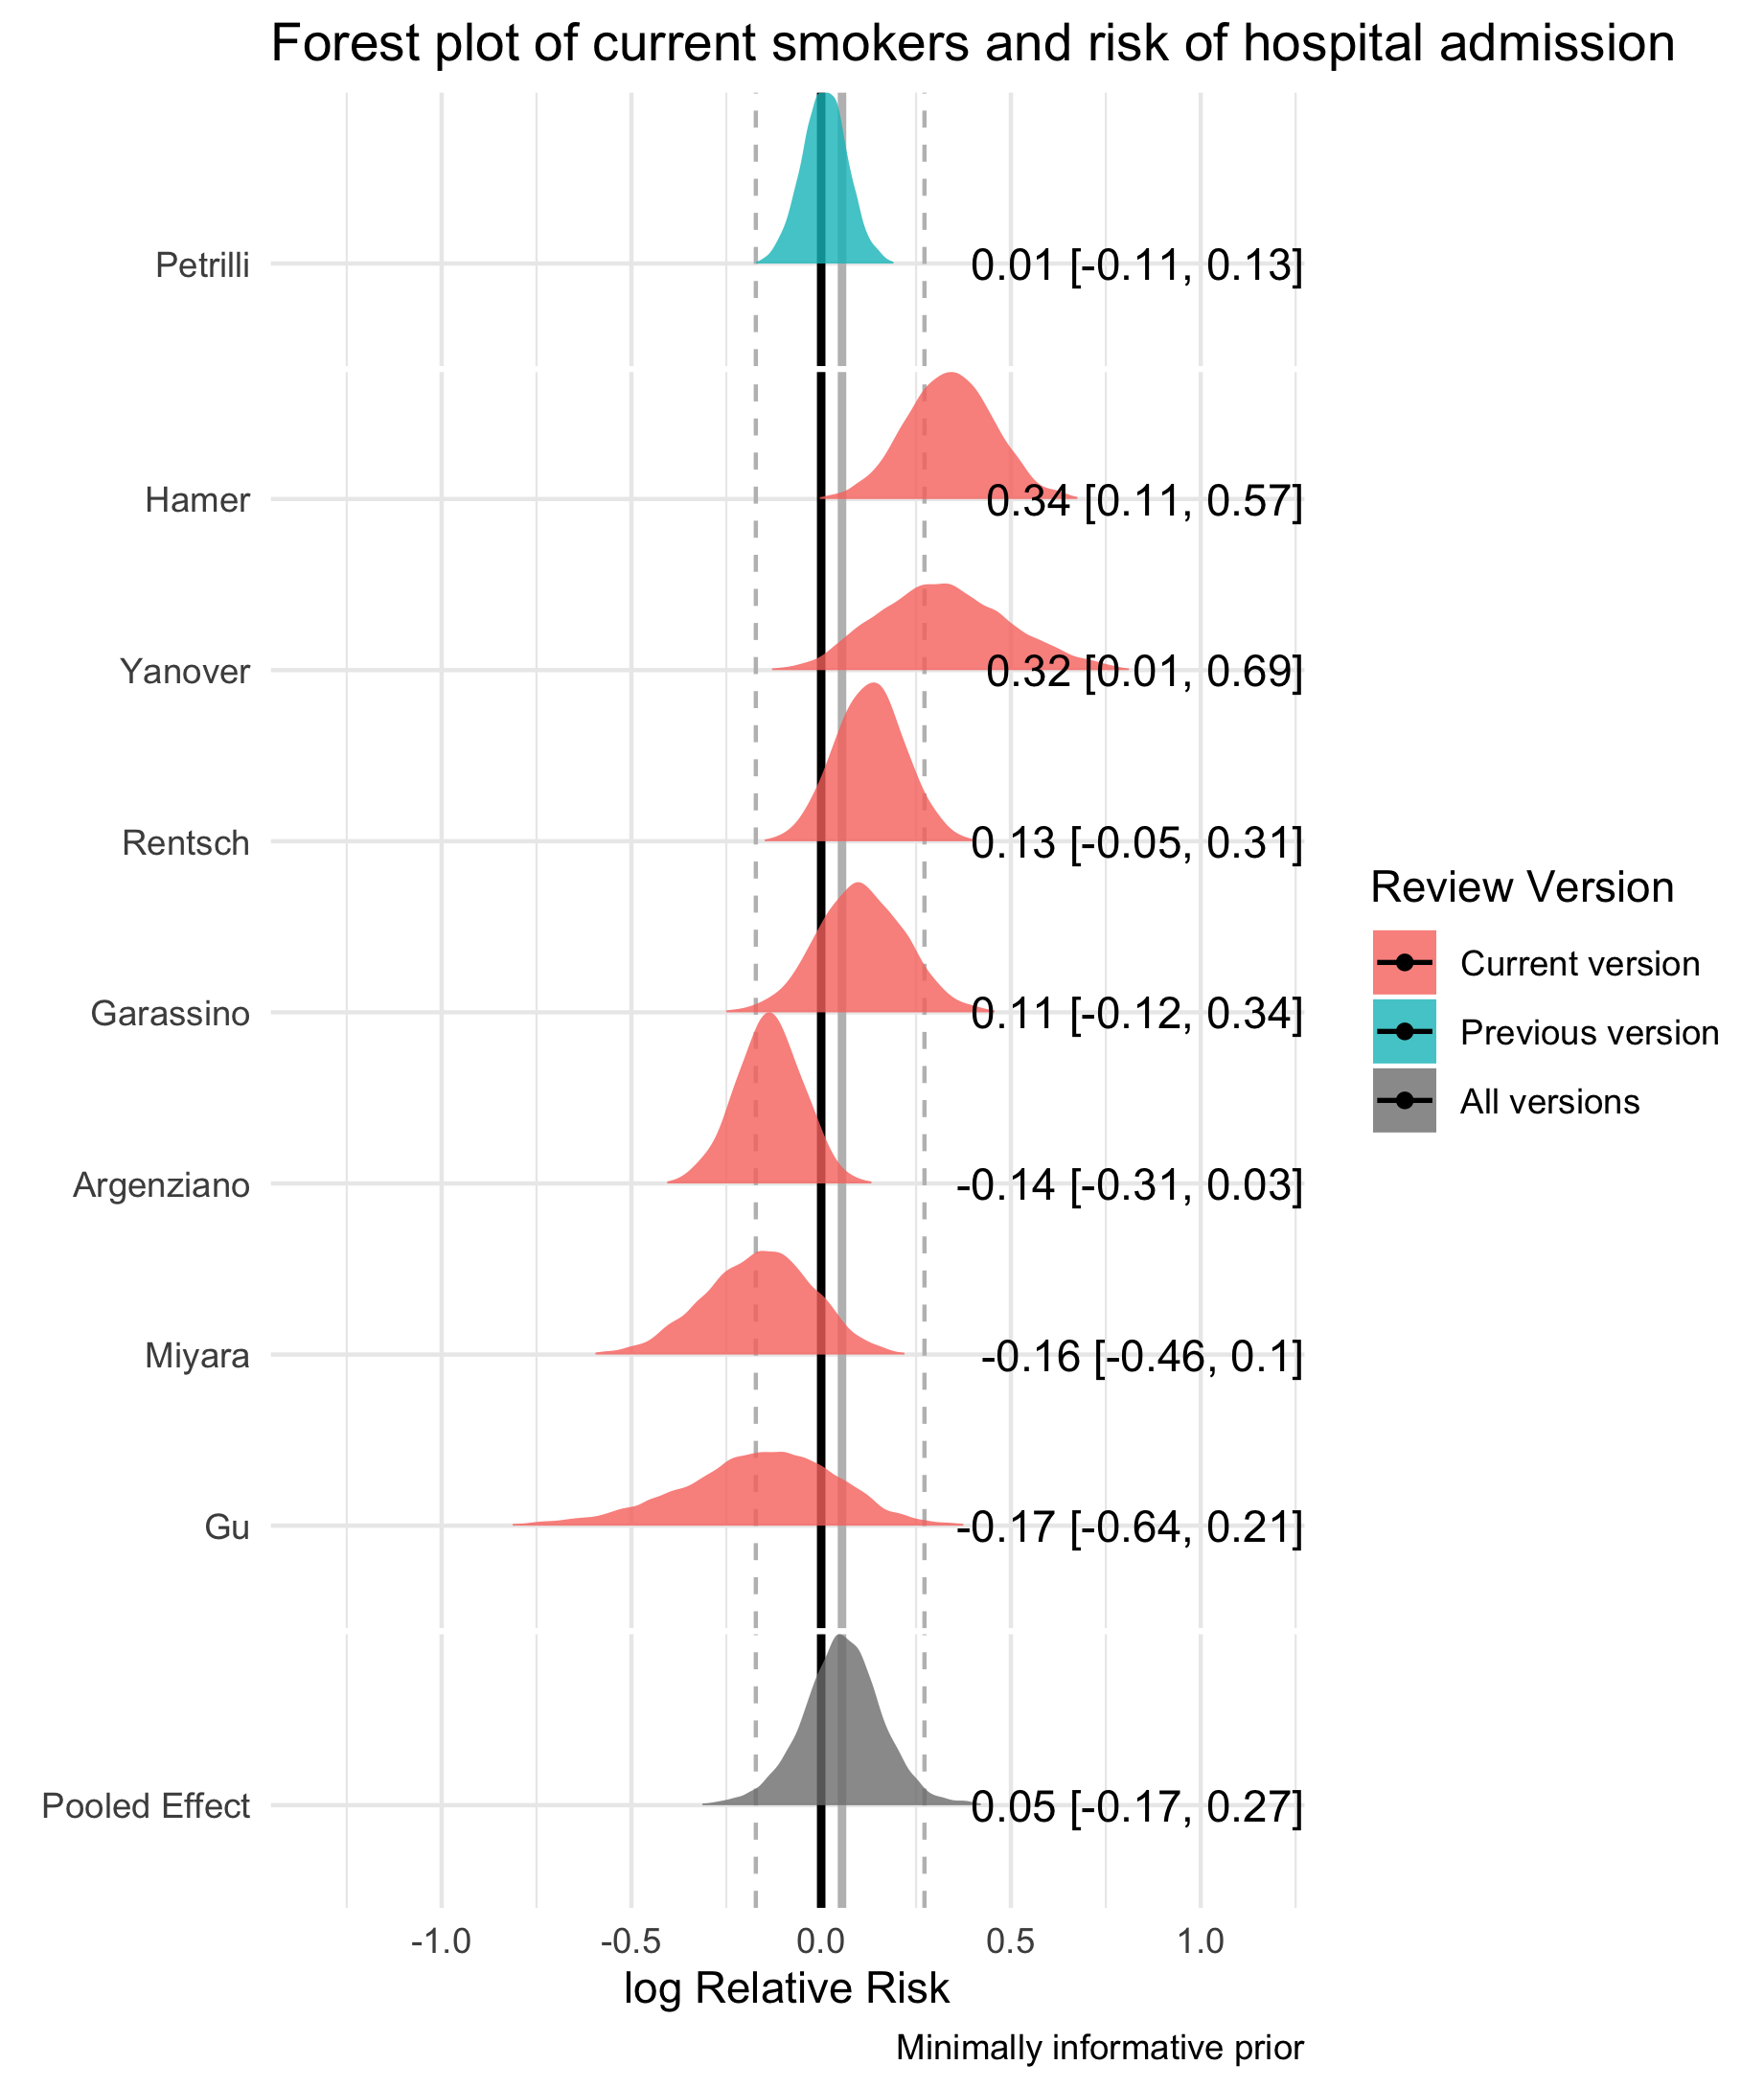 Forest plot of current smokers and risk of hospital admission
Petrilli 0.01 [-0.11, 0.13]
Hamer 0.34 [0.11, 0.57]
Yanover 0.32 [0.01, 0.69]
Rentsch 0.13 [-0.05, 0.31]
Garassino 0.11 [-0.12, 0.34]
Argenziano -0.14 [-0.31, 0.03]
Miyara -0.16 [-0.46, 0.1]
Gu -0.17 [-0.64, 0.21]
Pooled Effect 0.05 [-0.17, 0.27]
-1.0 -0.5 0.0 0.5 1.0
log Relative Risk
Minimally informative prior
Review Version
Current version
Previous version
All versions